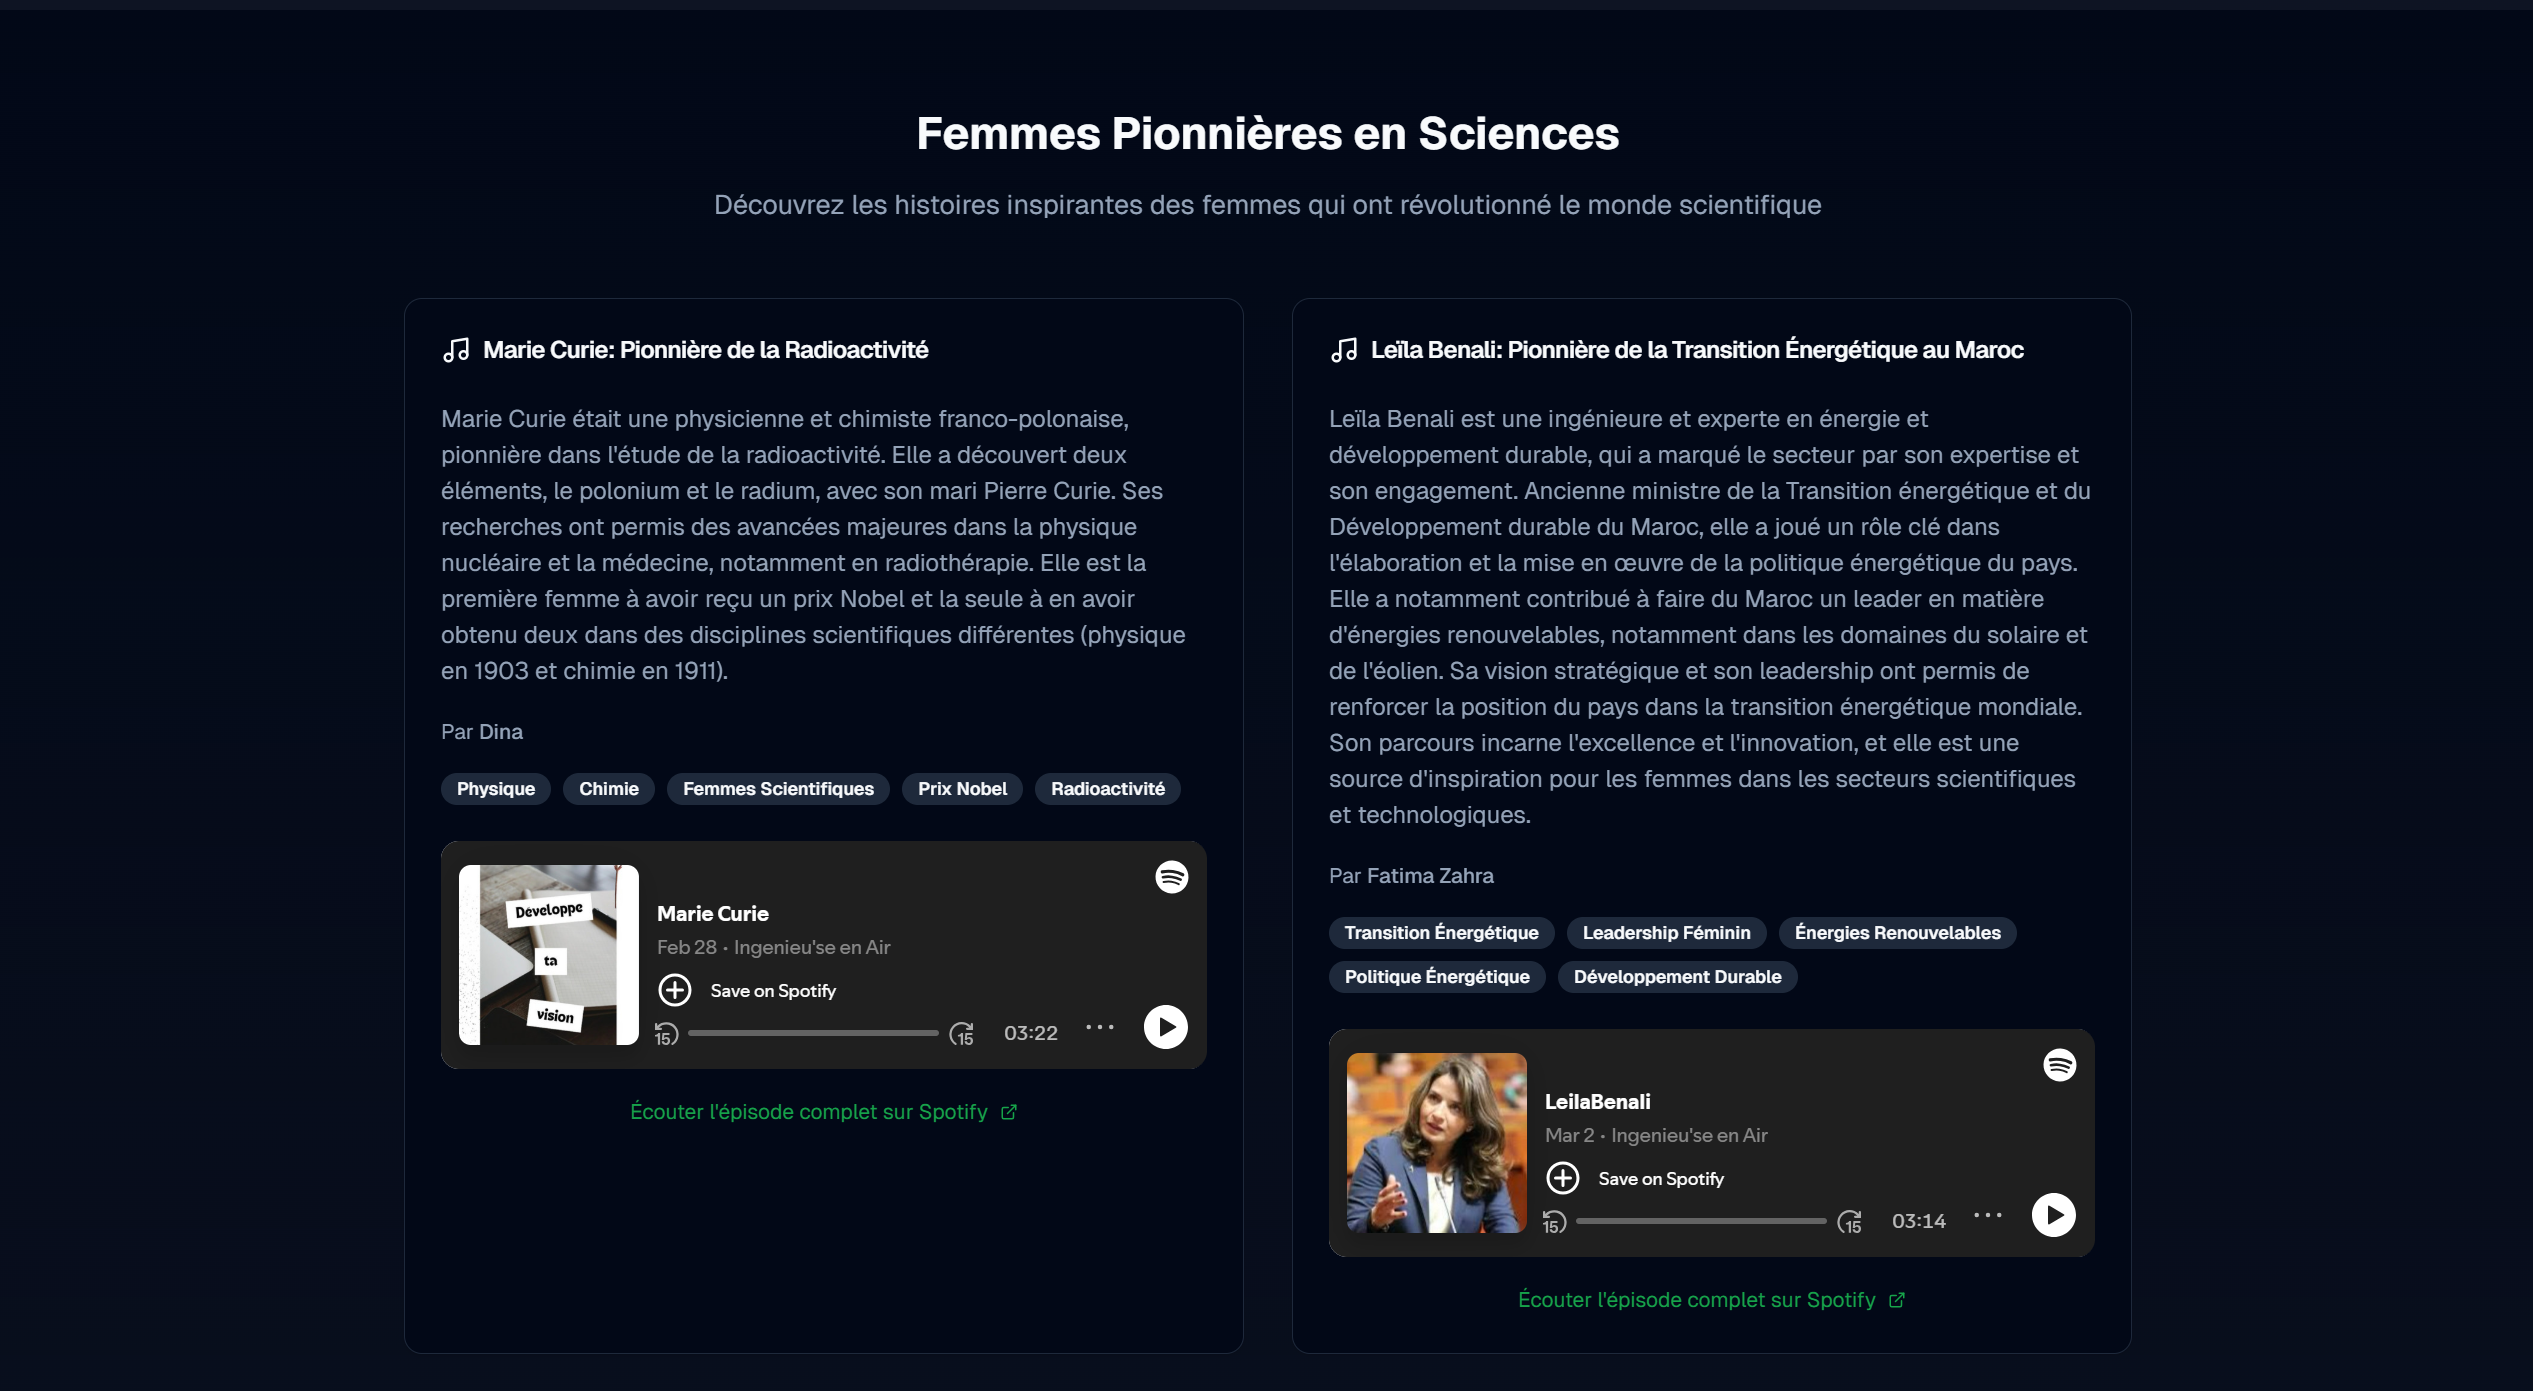 Femmes Pionnières en Sciences
Découvrez les histoires inspirantes des femmes qui ont révolutionné le monde scientifique
Marie Curie: Pionnière de la Radioactivité
Marie Curie était une physicienne et chimiste franco-polonaise,
pionnière dans l'étude de la radioactivité. Elle a découvert deux
éléments, le polonium et le radium, avec son mari Pierre Curie. Ses
recherches ont permis des avancées majeures dans la physique
nucléaire et la médecine, notamment en radiothérapie. Elle est la
première femme à avoir reçu un prix Nobel et la seule à en avoir
obtenu deux dans des disciplines scientifiques différentes (physique
en 1903 et chimie en 1911).
Par Dina
Physique Chimie Femmes Scientifiques Prix Nobel Radioactivité
Développe
ta
vision
Marie Curie
Feb 28 • Ingenieu'se en Air
Save on Spotify
15 15 03:22
Écouter l'épisode complet sur Spotify
Leïla Benali: Pionnière de la Transition Énergétique au Maroc
Leïla Benali est une ingénieure et experte en énergie et
développement durable, qui a marqué le secteur par son expertise et
son engagement. Ancienne ministre de la Transition énergétique et du
Développement durable du Maroc, elle a joué un rôle clé dans
l'élaboration et la mise en œuvre de la politique énergétique du pays.
Elle a notamment contribué à faire du Maroc un leader en matière
d'énergies renouvelables, notamment dans les domaines du solaire et
de l'éolien. Sa vision stratégique et son leadership ont permis de
renforcer la position du pays dans la transition énergétique mondiale.
Son parcours incarne l'excellence et l'innovation, et elle est une
source d'inspiration pour les femmes dans les secteurs scientifiques
et technologiques.
Par Fatima Zahra
Transition Énergétique Leadership Féminin Énergies Renouvelables
Politique Énergétique Développement Durable
LeilaBenali
Mar 2 • Ingenieu'se en Air
Save on Spotify
15 15 03:14
Écouter l'épisode complet sur Spotify